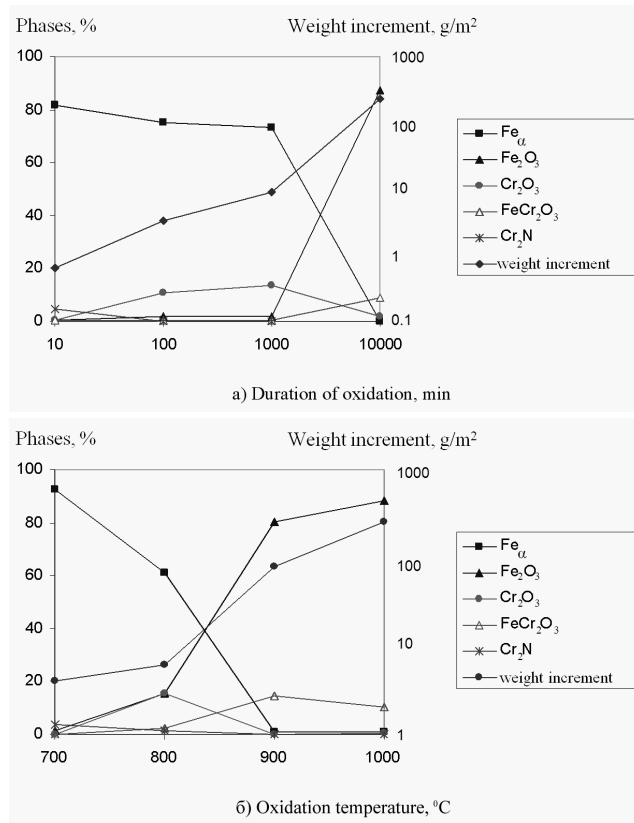 Phases, % Weight increment, g/m²
100 1000
80 100
60 10
40 1
20 0.1
0
10 100 1000 10000
Fe α
Fe₂O₃
Cr₂O₃
FeCr₂O₃
Cr₂N
weight increment
а) Duration of oxidation, min
Phases, % Weight increment, g/m²
100 1000
80 100
60 10
40 1
20
0
700 800 900 1000
Fe α
Fe₂O₃
Cr₂O₃
FeCr₂O₃
Cr₂N
weight increment
б) Oxidation temperature, ⁰C